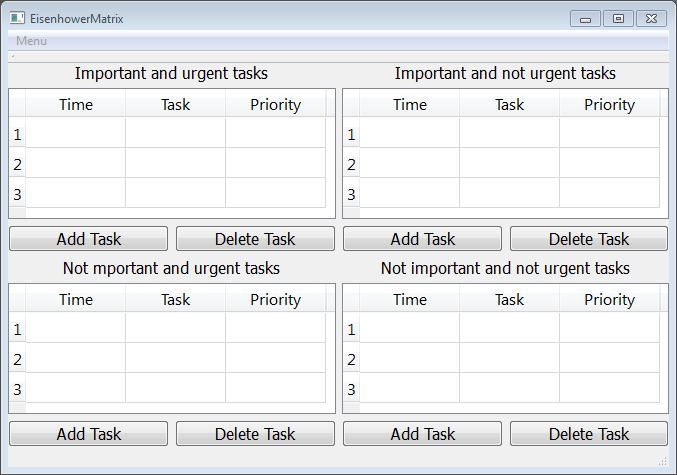 EisenhowerMatrix
Menu
Important and urgent tasks
Time Task Priority
1
2
3
Add Task Delete Task
Important and not urgent tasks
Time Task Priority
1
2
3
Add Task Delete Task
Not mportant and urgent tasks
Time Task Priority
1
2
3
Add Task Delete Task
Not important and not urgent tasks
Time Task Priority
1
2
3
Add Task Delete Task